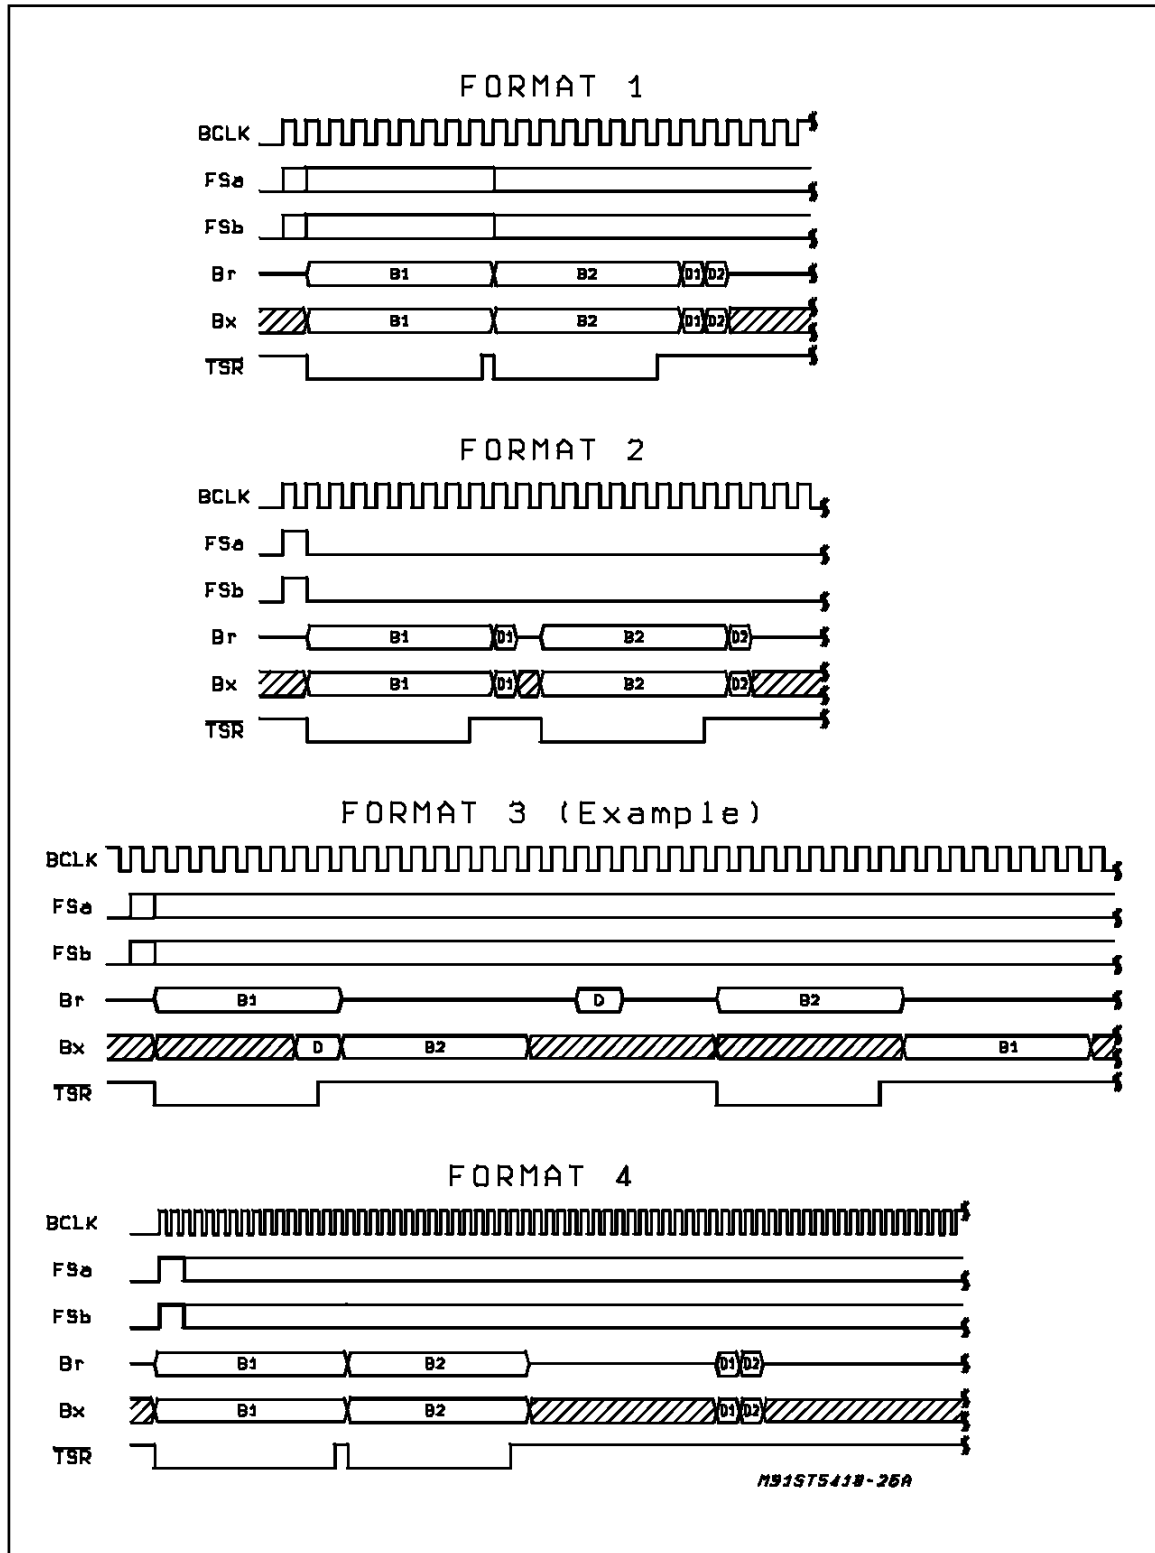 FORMAT 1
BCLK
FSa
FSb
Br B1 B2 D1 D2
Bx B1 B2 D1 D2
TSR
FORMAT 2
BCLK
FSa
FSb
Br B1 D1 B2 D2
Bx B1 D1 B2 D2
TSR
FORMAT 3 (Example)
BCLK
FSa
FSb
Br B1 D B2
Bx D B2 B1
TSR
FORMAT 4
BCLK
FSa
FSb
Br B1 B2 D1 D2
Bx B1 B2 D1 D2
TSR
M91ST5410-26A